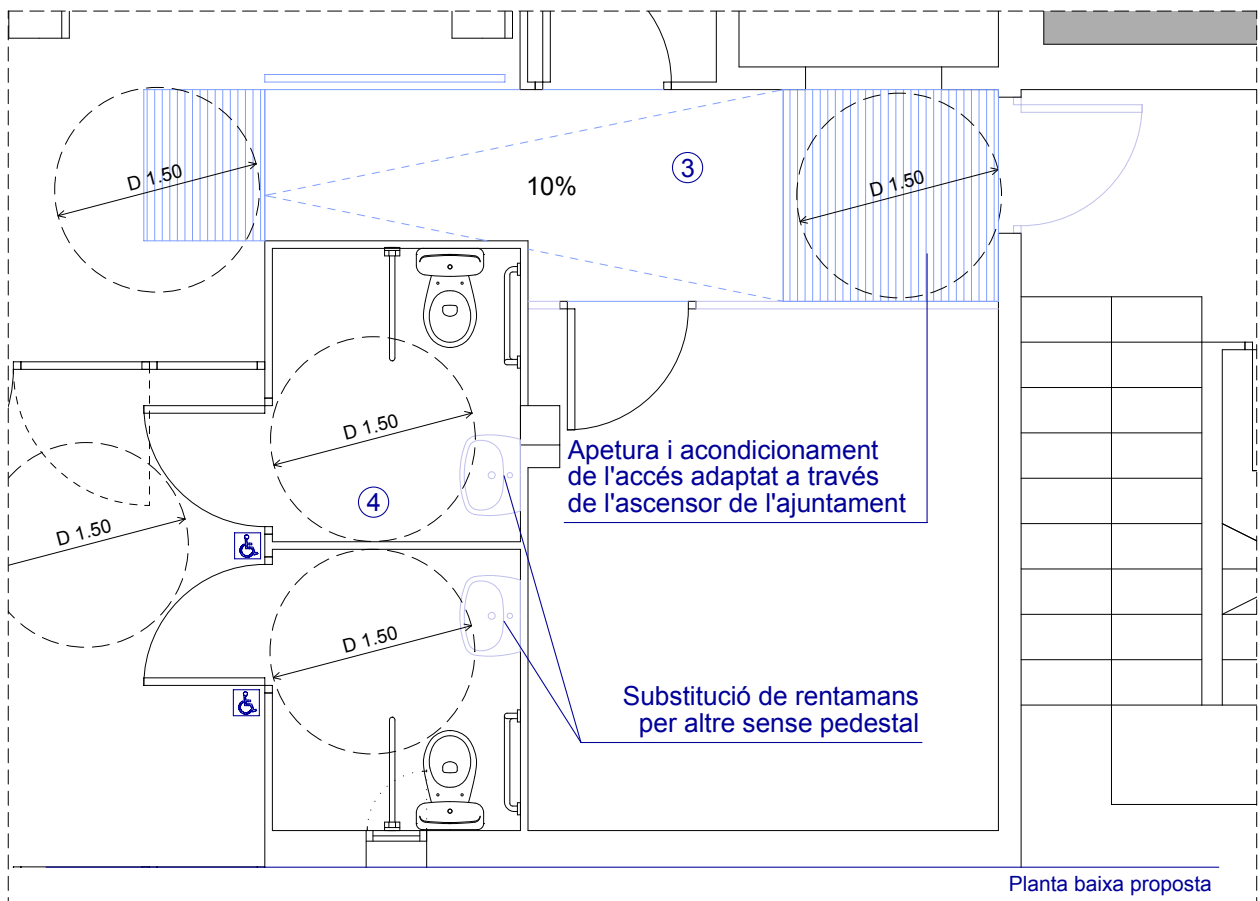 D 1.50
10%
3
D 1.50
D 1.50
4
Apetura i acondicionament
de l'accés adaptat a través
de l'ascensor de l'ajuntament
D 1.50
D 1.50
Substitució de rentamans
per altre sense pedestal
Planta baixa proposta